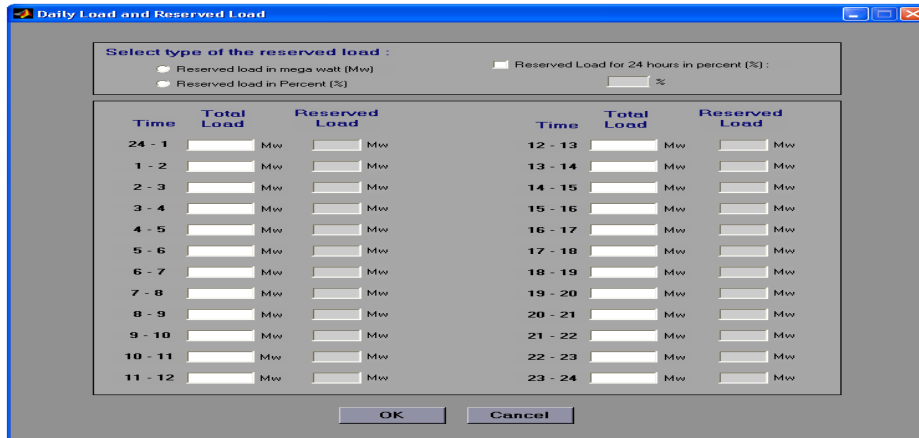 Daily Load and Reserved Load
Select type of the reserved load :
Reserved load in mega watt (Mw)
Reserved load in Percent (%)
Reserved Load for 24 hours in percent (%) :
%
Time Total Load Reserved Load
24 - 1 Mw Mw
1 - 2 Mw Mw
2 - 3 Mw Mw
3 - 4 Mw Mw
4 - 5 Mw Mw
5 - 6 Mw Mw
6 - 7 Mw Mw
7 - 8 Mw Mw
8 - 9 Mw Mw
9 - 10 Mw Mw
10 - 11 Mw Mw
11 - 12 Mw Mw
Time Total Load Reserved Load
12 - 13 Mw Mw
13 - 14 Mw Mw
14 - 15 Mw Mw
15 - 16 Mw Mw
16 - 17 Mw Mw
17 - 18 Mw Mw
18 - 19 Mw Mw
19 - 20 Mw Mw
20 - 21 Mw Mw
21 - 22 Mw Mw
22 - 23 Mw Mw
23 - 24 Mw Mw
OK Cancel